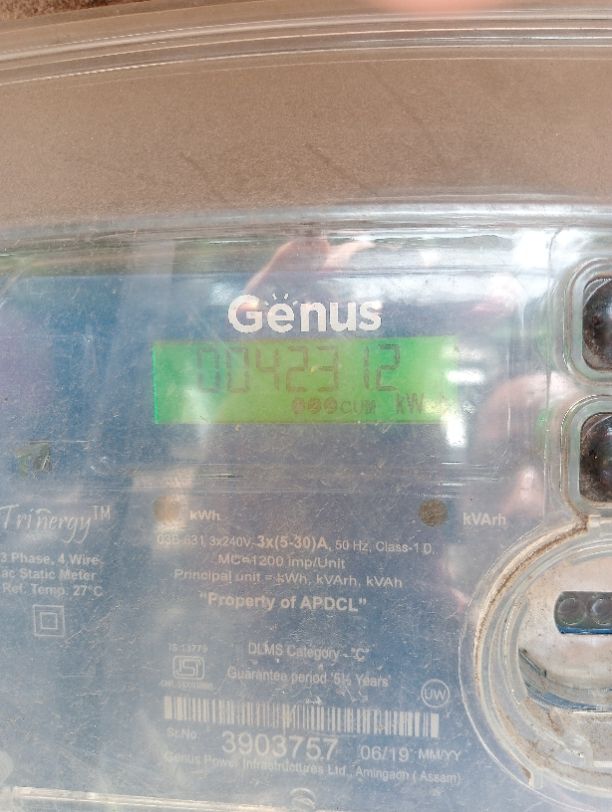 Genus
0042312
CUM kW
Trinergy™
kWh
kVArh
3 Phase, 4 Wire
ac Static Meter
Ref. Temp. 27°C
3x240V, 3x(5-30)A, 50 Hz, Class-1.0,
MC=1200 imp/Unit
Principal unit = kWh, kVArh, kVAh
"Property of APDCL"
IS:13779
DLMS Category - "C"
Guarantee period '5½ Years'
UW
Sr.No 3903757 06/19 MM/YY
Genus Power Infrastructures Ltd., Amingaon (Assam)